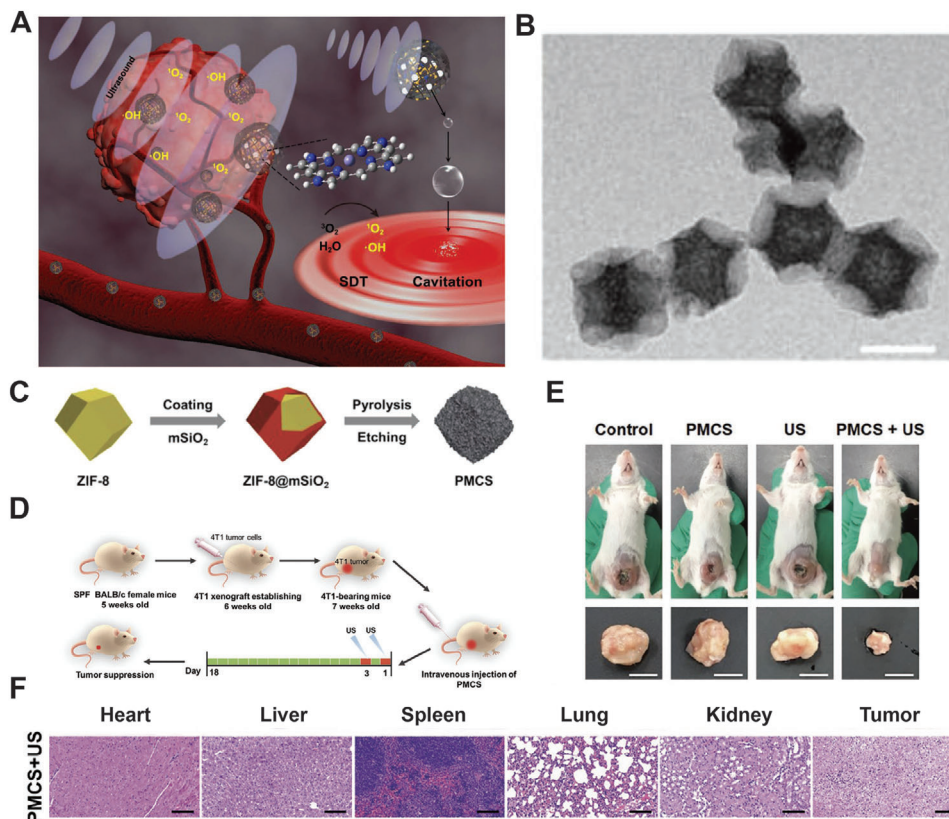 A
Ultrasound
¹O₂
·OH
·OH
¹O₂
¹O₂
·OH
¹O₂
³O₂
¹O₂
H₂O
·OH
SDT
Cavitation
B
C
Coating
Pyrolysis
mSiO₂
Etching
ZIF-8
ZIF-8@mSiO₂
PMCS
D
4T1 tumor cells
4T1 tumor
SPF BALB/c female mice
5 weeks old
4T1 xenograft establishing
6 weeks old
4T1-bearing mice
7 weeks old
US
US
Day
18
3
1
Tumor suppression
Intravenous injection of
PMCS
E
Control
PMCS
US
PMCS + US
F
Heart
Liver
Spleen
Lung
Kidney
Tumor
PMCS+US